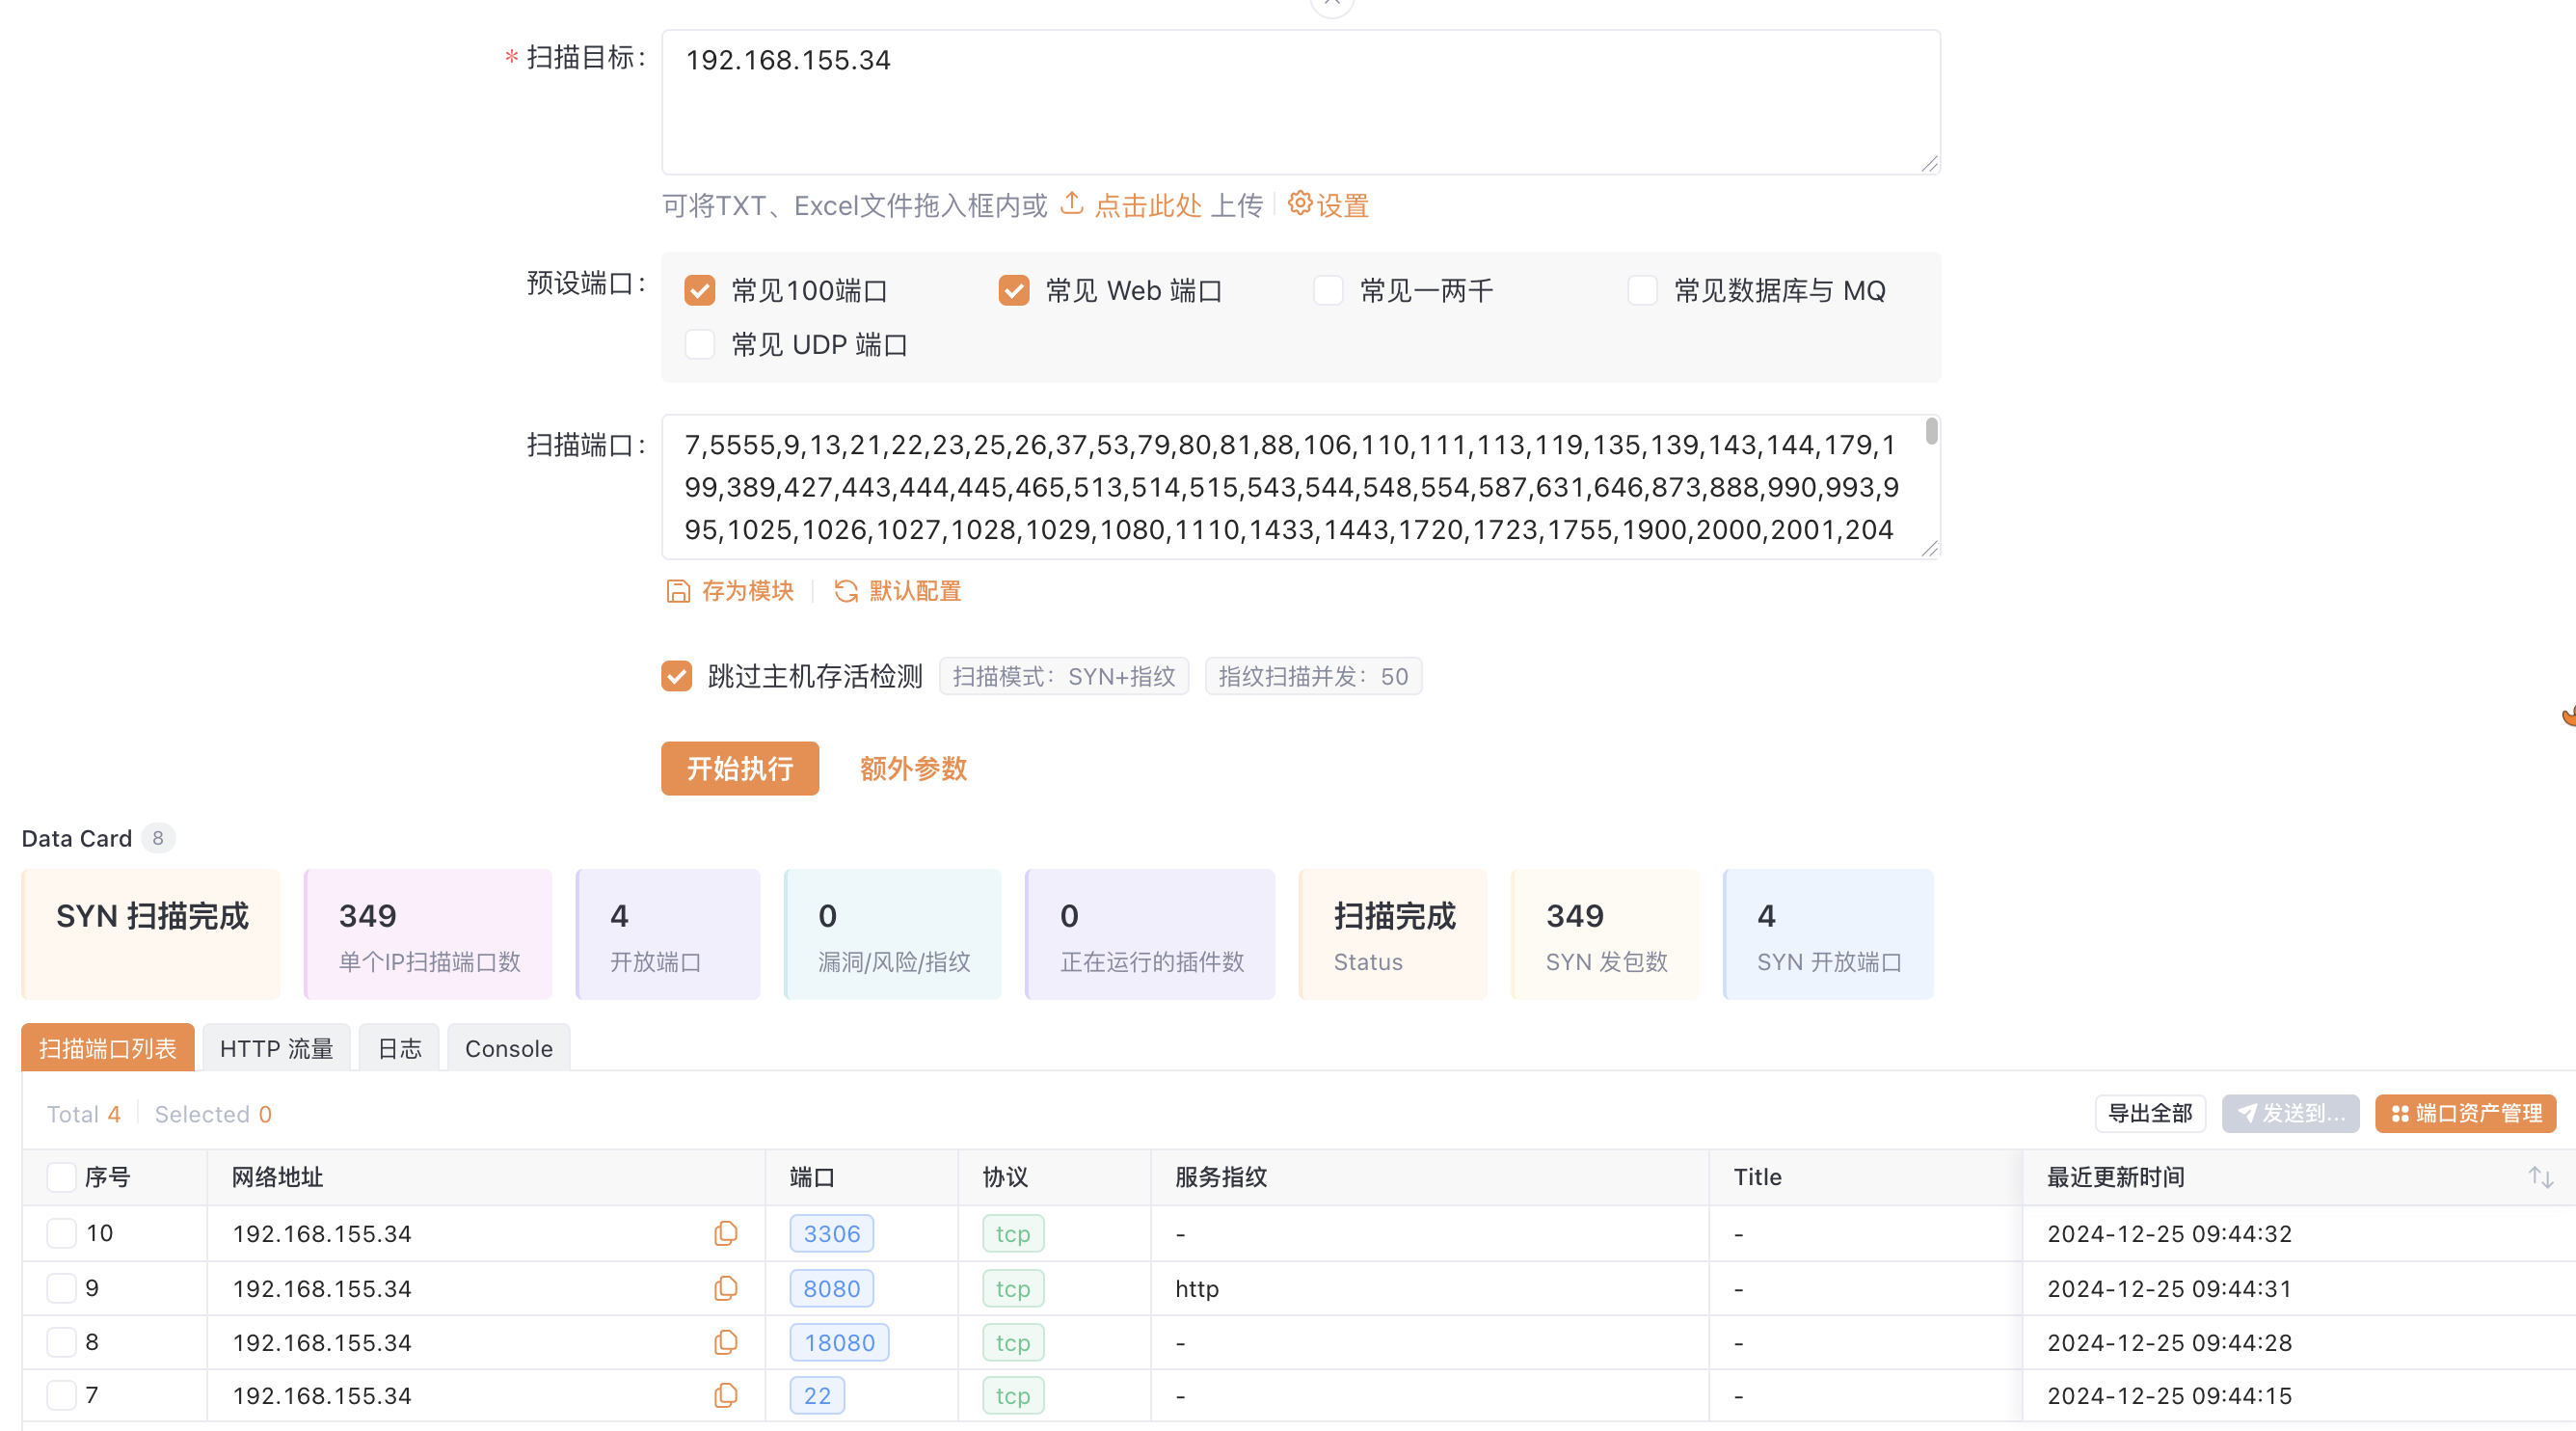 * 扫描目标：
192.168.155.34
可将TXT、Excel文件拖入框内或 点击此处 上传 设置
预设端口：
常见100端口 常见 Web 端口 常见一两千 常见数据库与 MQ
常见 UDP 端口
扫描端口：
7,5555,9,13,21,22,23,25,26,37,53,79,80,81,88,106,110,111,113,119,135,139,143,144,179,1
99,389,427,443,444,445,465,513,514,515,543,544,548,554,587,631,646,873,888,990,993,9
95,1025,1026,1027,1028,1029,1080,1110,1433,1443,1720,1723,1755,1900,2000,2001,204
存为模块 默认配置
跳过主机存活检测 扫描模式：SYN+指纹 指纹扫描并发：50
开始执行 额外参数
Data Card 8
SYN 扫描完成
349
单个IP扫描端口数
4
开放端口
0
漏洞/风险/指纹
0
正在运行的插件数
扫描完成
Status
349
SYN 发包数
4
SYN 开放端口
扫描端口列表 HTTP 流量 日志 Console
Total 4 Selected 0 导出全部 发送到... 端口资产管理
序号 网络地址 端口 协议 服务指纹 Title 最近更新时间
10 192.168.155.34 3306 tcp - - 2024-12-25 09:44:32
9 192.168.155.34 8080 tcp http - 2024-12-25 09:44:31
8 192.168.155.34 18080 tcp - - 2024-12-25 09:44:28
7 192.168.155.34 22 tcp - - 2024-12-25 09:44:15